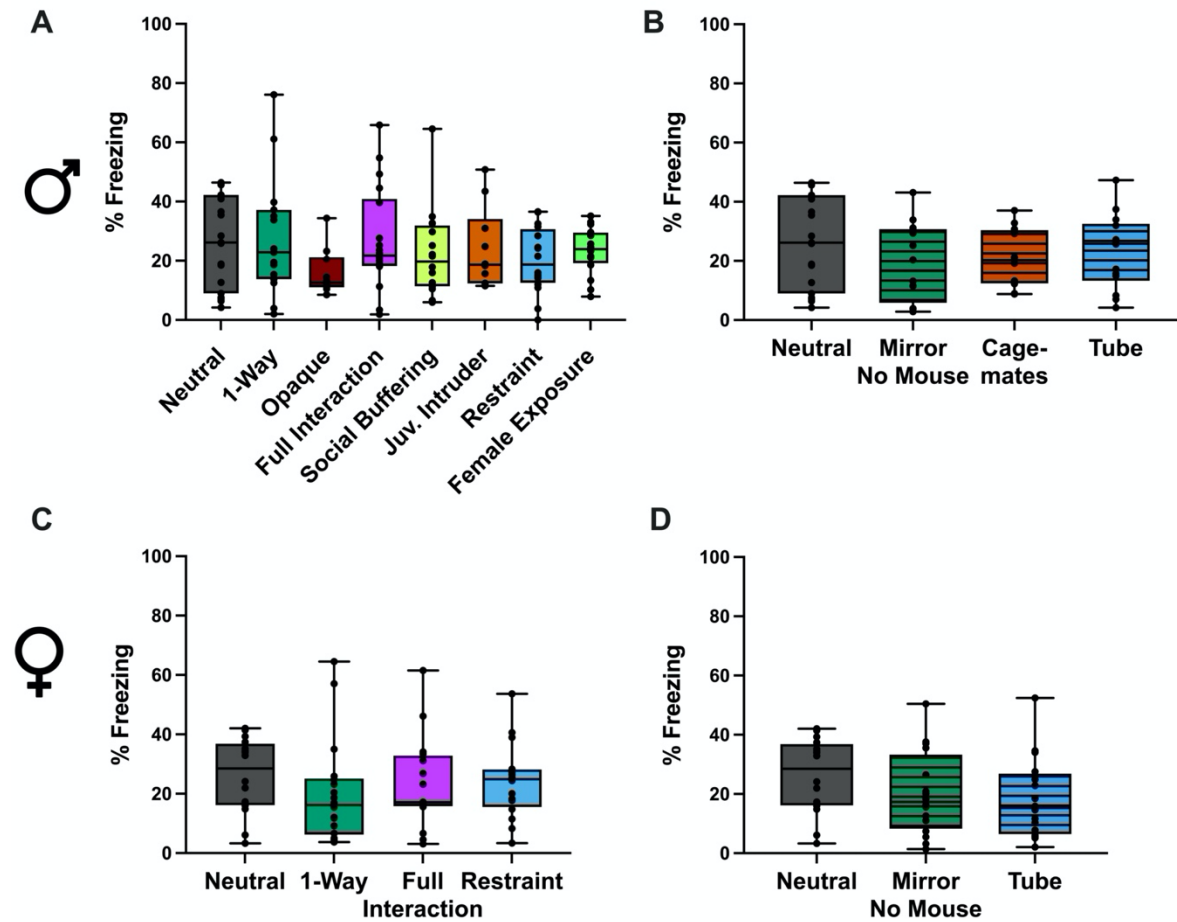 A
% Freezing
100
80
60
40
20
0
Neutral
1-Way
Opaque
Full Interaction
Social Buffering
Juv. Intruder
Restraint
Female Exposure
B
% Freezing
100
80
60
40
20
0
Neutral
Mirror
No Mouse
Cage-
mates
Tube
C
% Freezing
100
80
60
40
20
0
Neutral
1-Way
Full
Interaction
Restraint
D
% Freezing
100
80
60
40
20
0
Neutral
Mirror
No Mouse
Tube